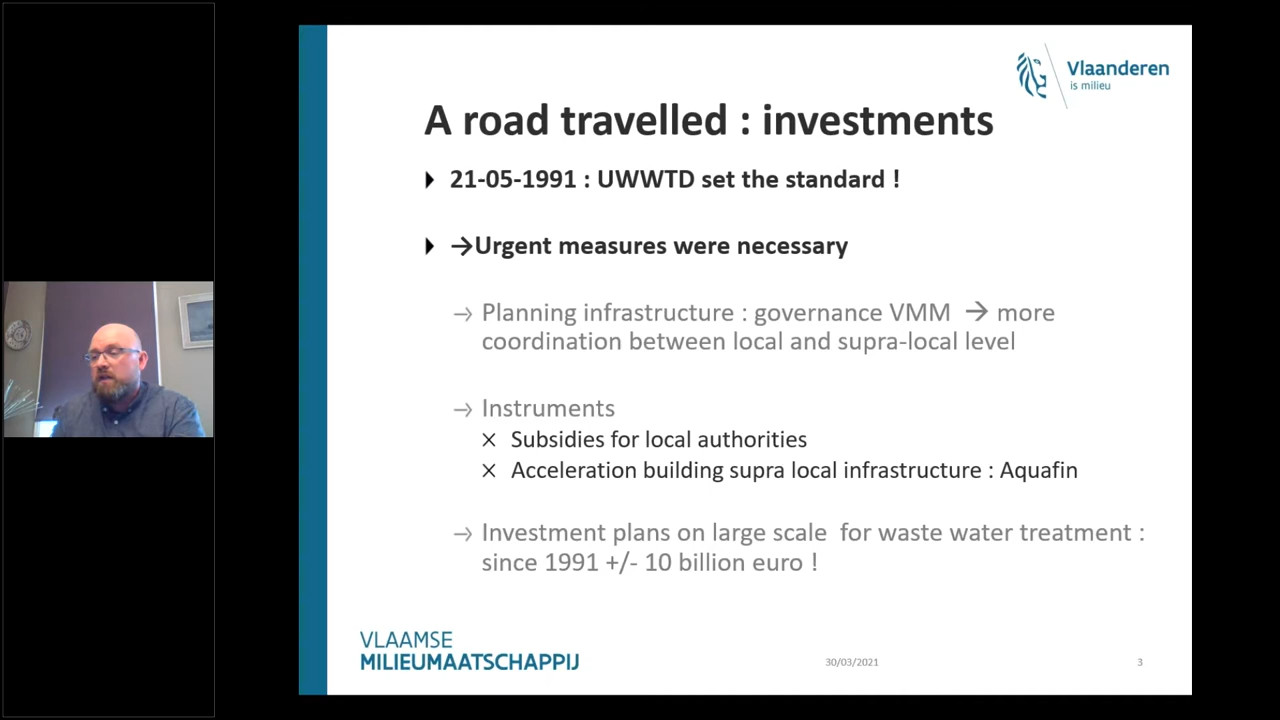 Vlaanderen
is milieu
A road travelled : investments
21-05-1991 : UWWTD set the standard !
→Urgent measures were necessary
→ Planning infrastructure : governance VMM → more
coordination between local and supra-local level
→ Instruments
× Subsidies for local authorities
× Acceleration building supra local infrastructure : Aquafin
→ Investment plans on large scale for waste water treatment :
since 1991 +/- 10 billion euro !
VLAAMSE
MILIEUMAATSCHAPPIJ
30/03/2021
3